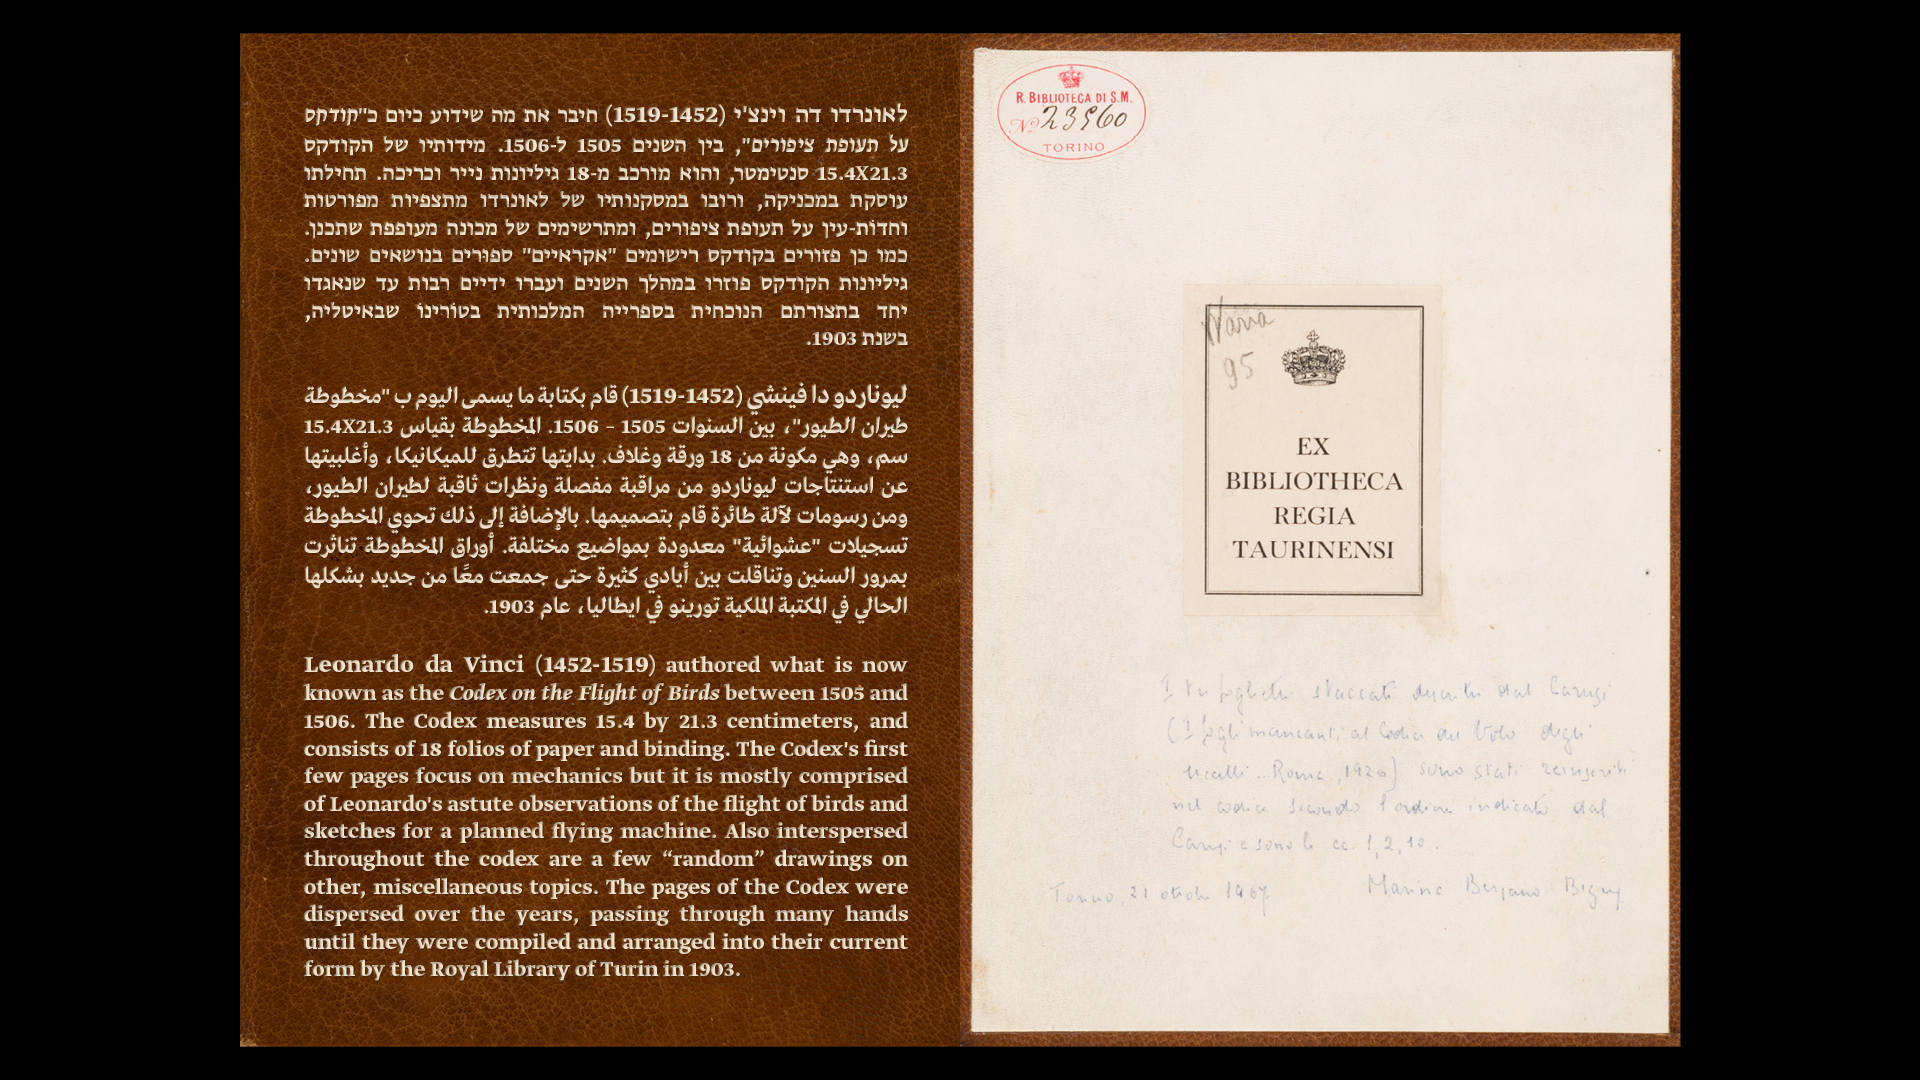 לאונרדו דה וינצ'י (1519-1452) חיבר את מה שידוע כיום כ"קודקס
על תעופת ציפורים", בין השנים 1505 ל-1506. מידותיו של הקודקס
15.4X21.3 סנטימטר, והוא מורכב מ-18 גיליונות נייר וכריכה. תחילתו
עוסקת במכניקה, ורובו במסקנותיו של לאונרדו מתצפיות מפורטות
וחדות-עין על תעופת ציפורים, ומתרשימים של מכונה מעופפת שתכנן.
כמו כן פזורים בקודקס רישומים "אקראיים" ספורים בנושאים שונים.
גיליונות הקודקס פוזרו במהלך השנים ועברו ידיים רבות עד שנאגדו
יחד בתצורתם הנוכחית בספרייה המלכותית בטורינו שבאיטליה,
בשנת 1903.
ليوناردو دا فينشي (1452-1519) قام بكتابة ما يسمى اليوم ب "مخطوطة
طيران الطيور"، بين السنوات 1505 - 1506. المخطوطة بقياس 15.4X21.3
سم، وهي مكونة من 18 ورقة وغلاف. بدايتها تتطرق للميكانيكا، وأغلبيتها
عن استنتاجات ليوناردو من مراقبة مفصلة ونظرات ثاقبة لطيران الطيور،
ومن رسومات لآلة طائرة قام بتصميمها. بالإضافة إلى ذلك تحوي المخطوطة
تسجيلات "عشوائية" معدودة بمواضيع مختلفة. أوراق المخطوطة تناثرت
بمرور السنين وتناقلت بين أيادي كثيرة حتى جمعت معًا من جديد بشكلها
الحالي في المكتبة الملكية تورينو في ايطاليا، عام 1903.
Leonardo da Vinci (1452-1519) authored what is now
known as the Codex on the Flight of Birds between 1505 and
1506. The Codex measures 15.4 by 21.3 centimeters, and
consists of 18 folios of paper and binding. The Codex's first
few pages focus on mechanics but it is mostly comprised
of Leonardo's astute observations of the flight of birds and
sketches for a planned flying machine. Also interspersed
throughout the codex are a few “random” drawings on
other, miscellaneous topics. The pages of the Codex were
dispersed over the years, passing through many hands
until they were compiled and arranged into their current
form by the Royal Library of Turin in 1903.
R. BIBLIOTECA DI S.M.
No 23960
TORINO
Varia
95
EX
BIBLIOTHECA
REGIA
TAURINENSI
I tre foglietti staccati descritti dal Carusi
(I fogli mancanti al Codice del Volo degli
Uccelli... Roma, 1926) sono stati reinseriti
nel codice secondo l'ordine indicato dal
Carusi e sono le cc. 1, 2, 10.
Torino, 21 ottobre 1967
Marina Bersano Begey